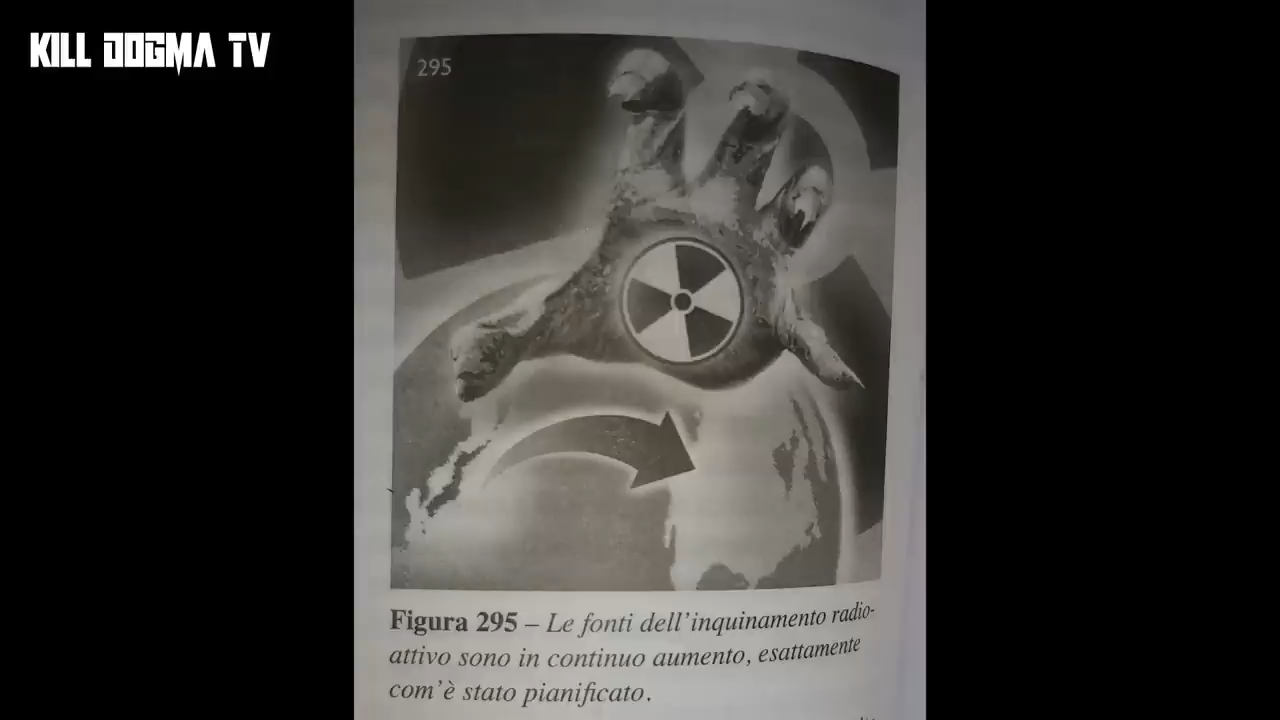 KILL DOGMA TV
295
Figura 295 – Le fonti dell'inquinamento radio-
attivo sono in continuo aumento, esattamente
com'è stato pianificato.